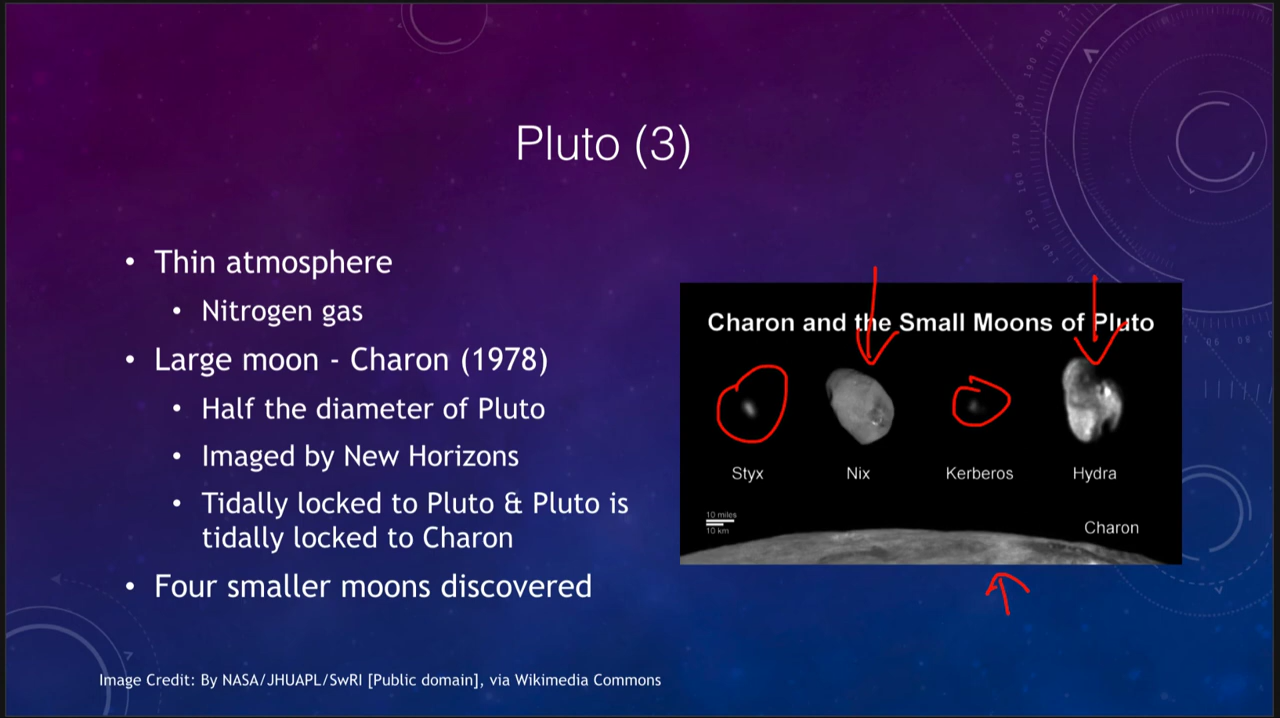 Pluto (3)
• Thin atmosphere
• Nitrogen gas
• Large moon - Charon (1978)
• Half the diameter of Pluto
• Imaged by New Horizons
• Tidally locked to Pluto & Pluto is
tidally locked to Charon
• Four smaller moons discovered
Charon and the Small Moons of Pluto
Styx Nix Kerberos Hydra
10 miles
10 km
Charon
Image Credit: By NASA/JHUAPL/SwRI [Public domain], via Wikimedia Commons